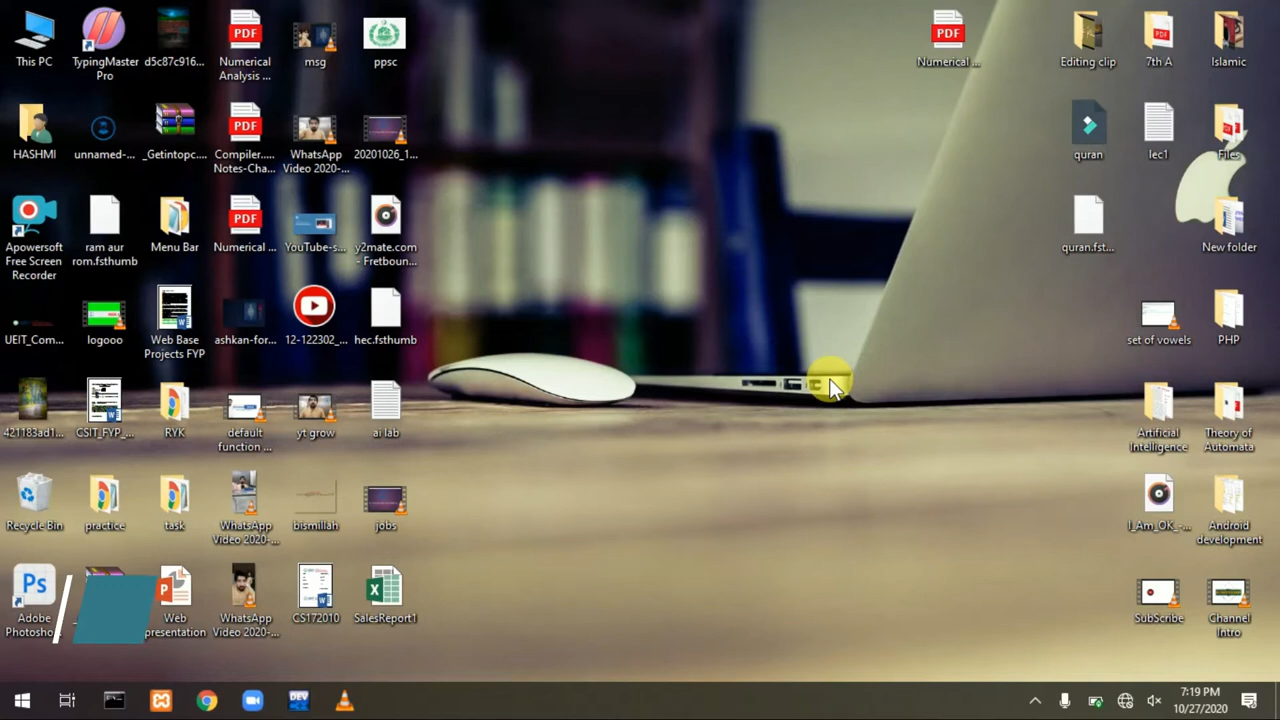 This PC
TypingMaster
Pro
d5c87c916...
PDF
Numerical
Analysis ...
msg
ppsc
PDF
Numerical ...
Editing clip
PDF
7th A
Islamic
HASHMI
unnamed-...
_Getintopc....
PDF
Compiler....
Notes-Cha...
WhatsApp
Video 2020-...
20201026_1...
quran
lec1
Files
Apowersoft
Free Screen
Recorder
ram aur
rom.fsthumb
Menu Bar
PDF
Numerical ...
YouTube-s...
y2mate.com
- Fretboun...
quran.fst...
New folder
UEIT_Com...
logooo
Web Base
Projects FYP
ashkan-for...
12-122302_...
hec.fsthumb
set of vowels
PHP
421183ad1...
CSIT_FYP_...
RYK
default
function ...
yt grow
ai lab
Artificial
Intelligence
Theory of
Automata
Recycle Bin
practice
task
WhatsApp
Video 2020-...
bismillah
jobs
I_Am_OK_-...
Android
development
Ps
Adobe
Photosho...
Web
presentation
WhatsApp
Video 2020-...
CS172010
SalesReport1
SubScribe
Channel
Intro
DEV
7:19 PM
10/27/2020